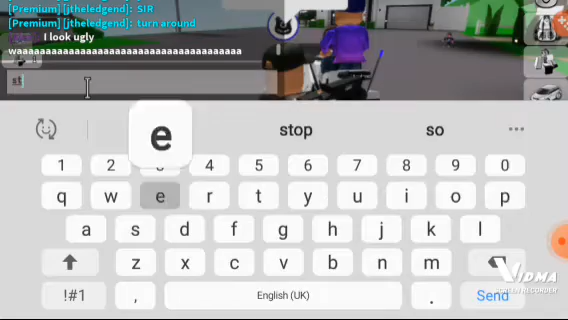 [Premium] [jtheledgend]: SIR
[Premium] [jtheledgend]: turn around
I look ugly
waaaaaaaaaaaaaaaaaaaaaaaaaaaaaaaaaaaaaa
st
e
stop so
1 2 3 4 5 6 7 8 9 0
q w e r t y u i o p
a s d f g h j k l
z x c v b n m
!#1 , English (UK) . Send
VIDMA
SCREEN RECORDER